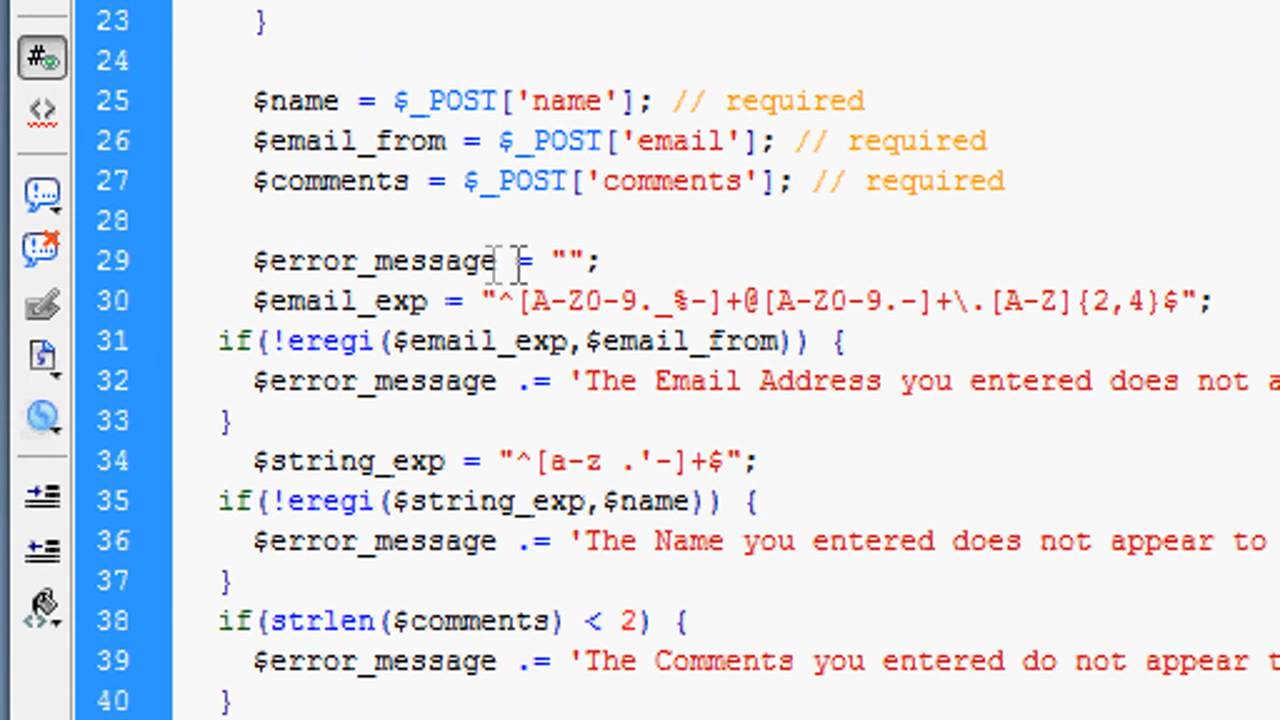 23 }
24
25 $name = $_POST['name']; // required
26 $email_from = $_POST['email']; // required
27 $comments = $_POST['comments']; // required
28
29 $error_message = "";
30 $email_exp = "^[A-Z0-9._%-]+@[A-Z0-9.-]+\.[A-Z]{2,4}$";
31 if(!eregi($email_exp,$email_from)) {
32 $error_message .= 'The Email Address you entered does not
33 }
34 $string_exp = "^[a-z .'-]+$";
35 if(!eregi($string_exp,$name)) {
36 $error_message .= 'The Name you entered does not appear to
37 }
38 if(strlen($comments) < 2) {
39 $error_message .= 'The Comments you entered do not appear
40 }